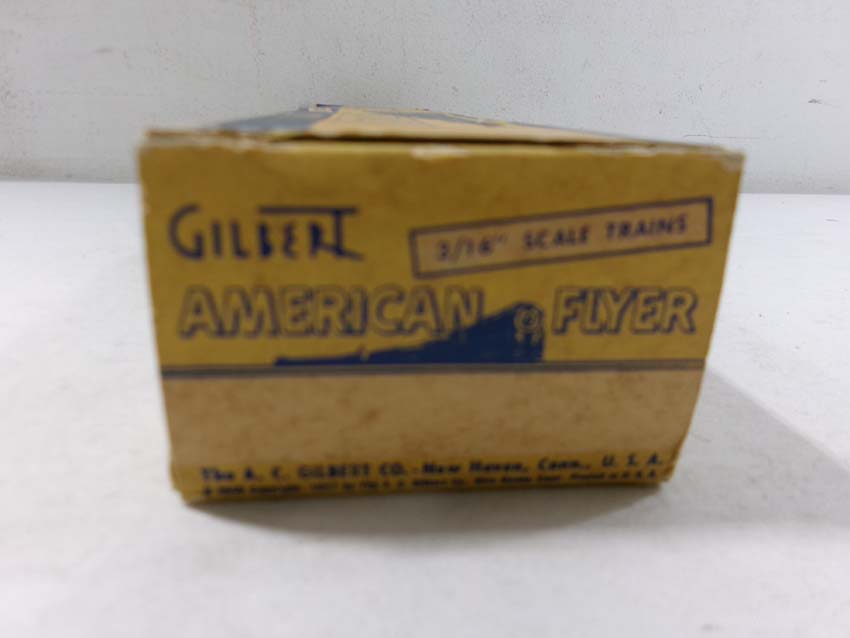 GILBERT
3/16" SCALE TRAINS
AMERICAN FLYER
The A. C. GILBERT CO. - New Haven, Conn., U. S. A.